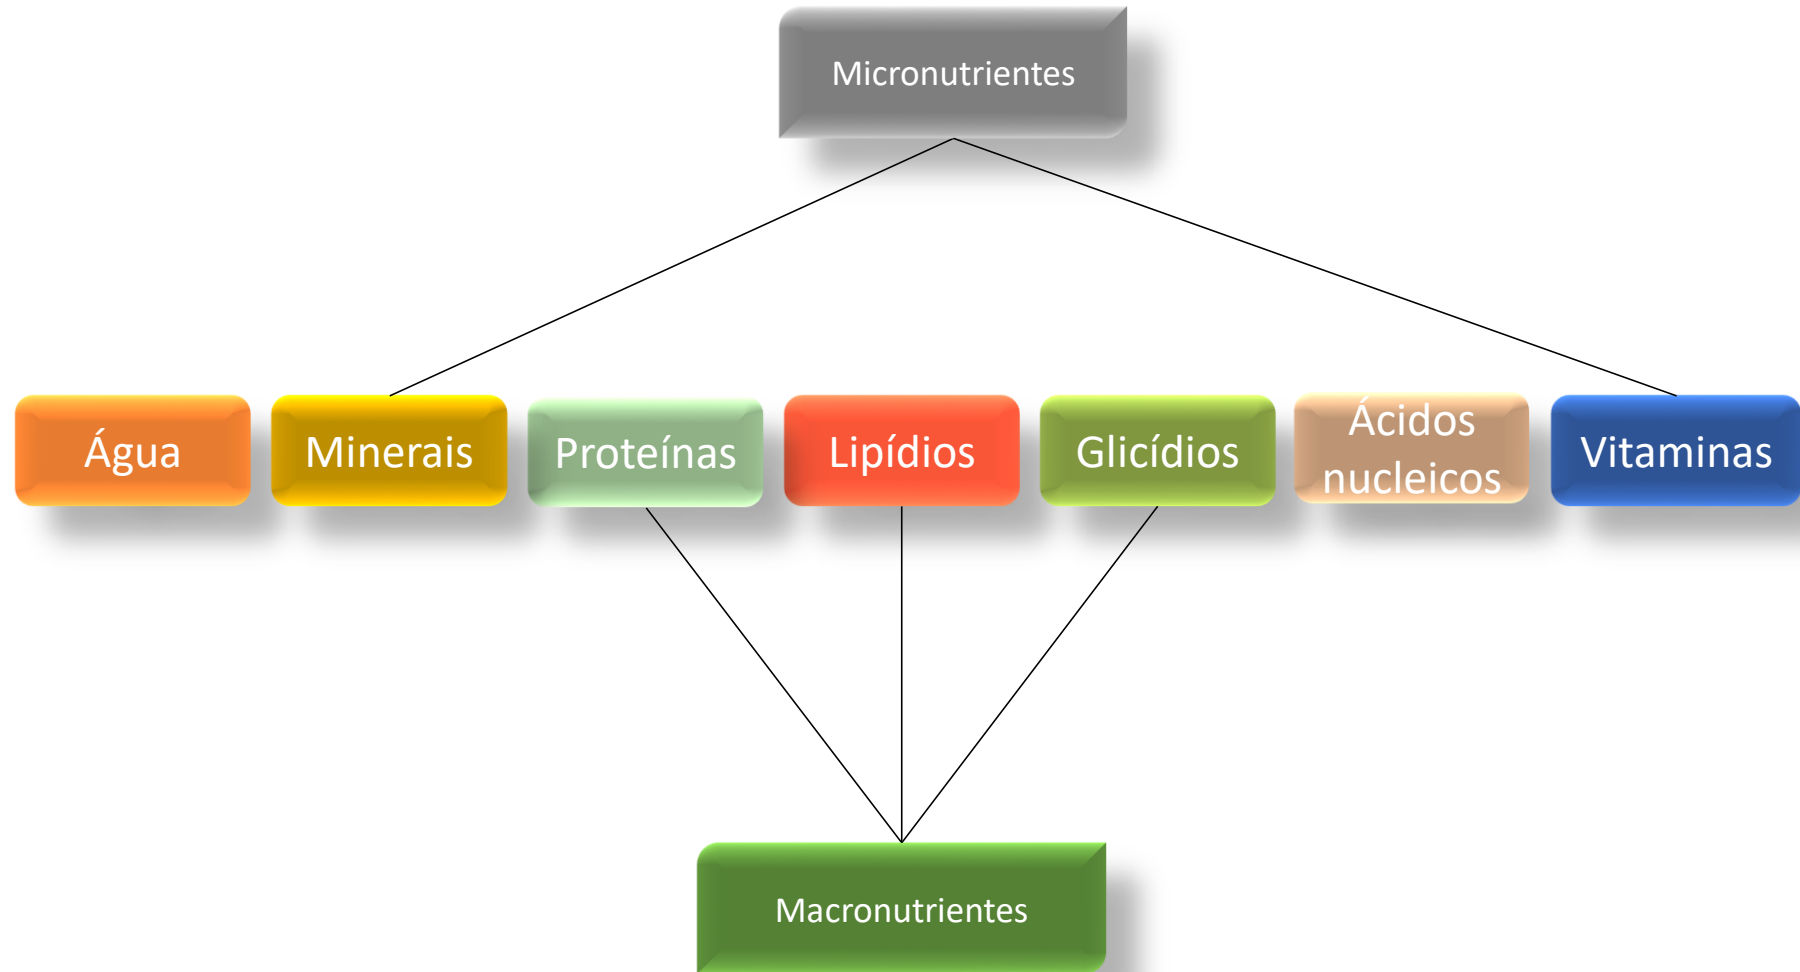 Micronutrientes
Água
Minerais
Proteínas
Lipídios
Glicídios
Ácidos
nucleicos
Vitaminas
Macronutrientes